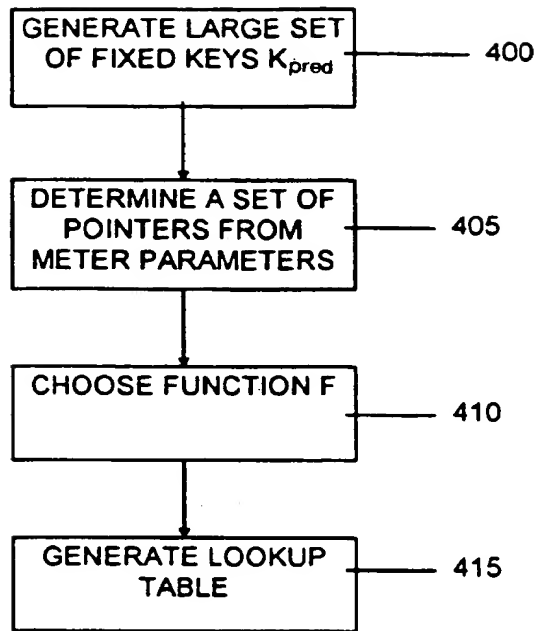 GENERATE LARGE SET
OF FIXED KEYS Kpred
400
DETERMINE A SET OF
POINTERS FROM
METER PARAMETERS
405
CHOOSE FUNCTION F
410
GENERATE LOOKUP
TABLE
415